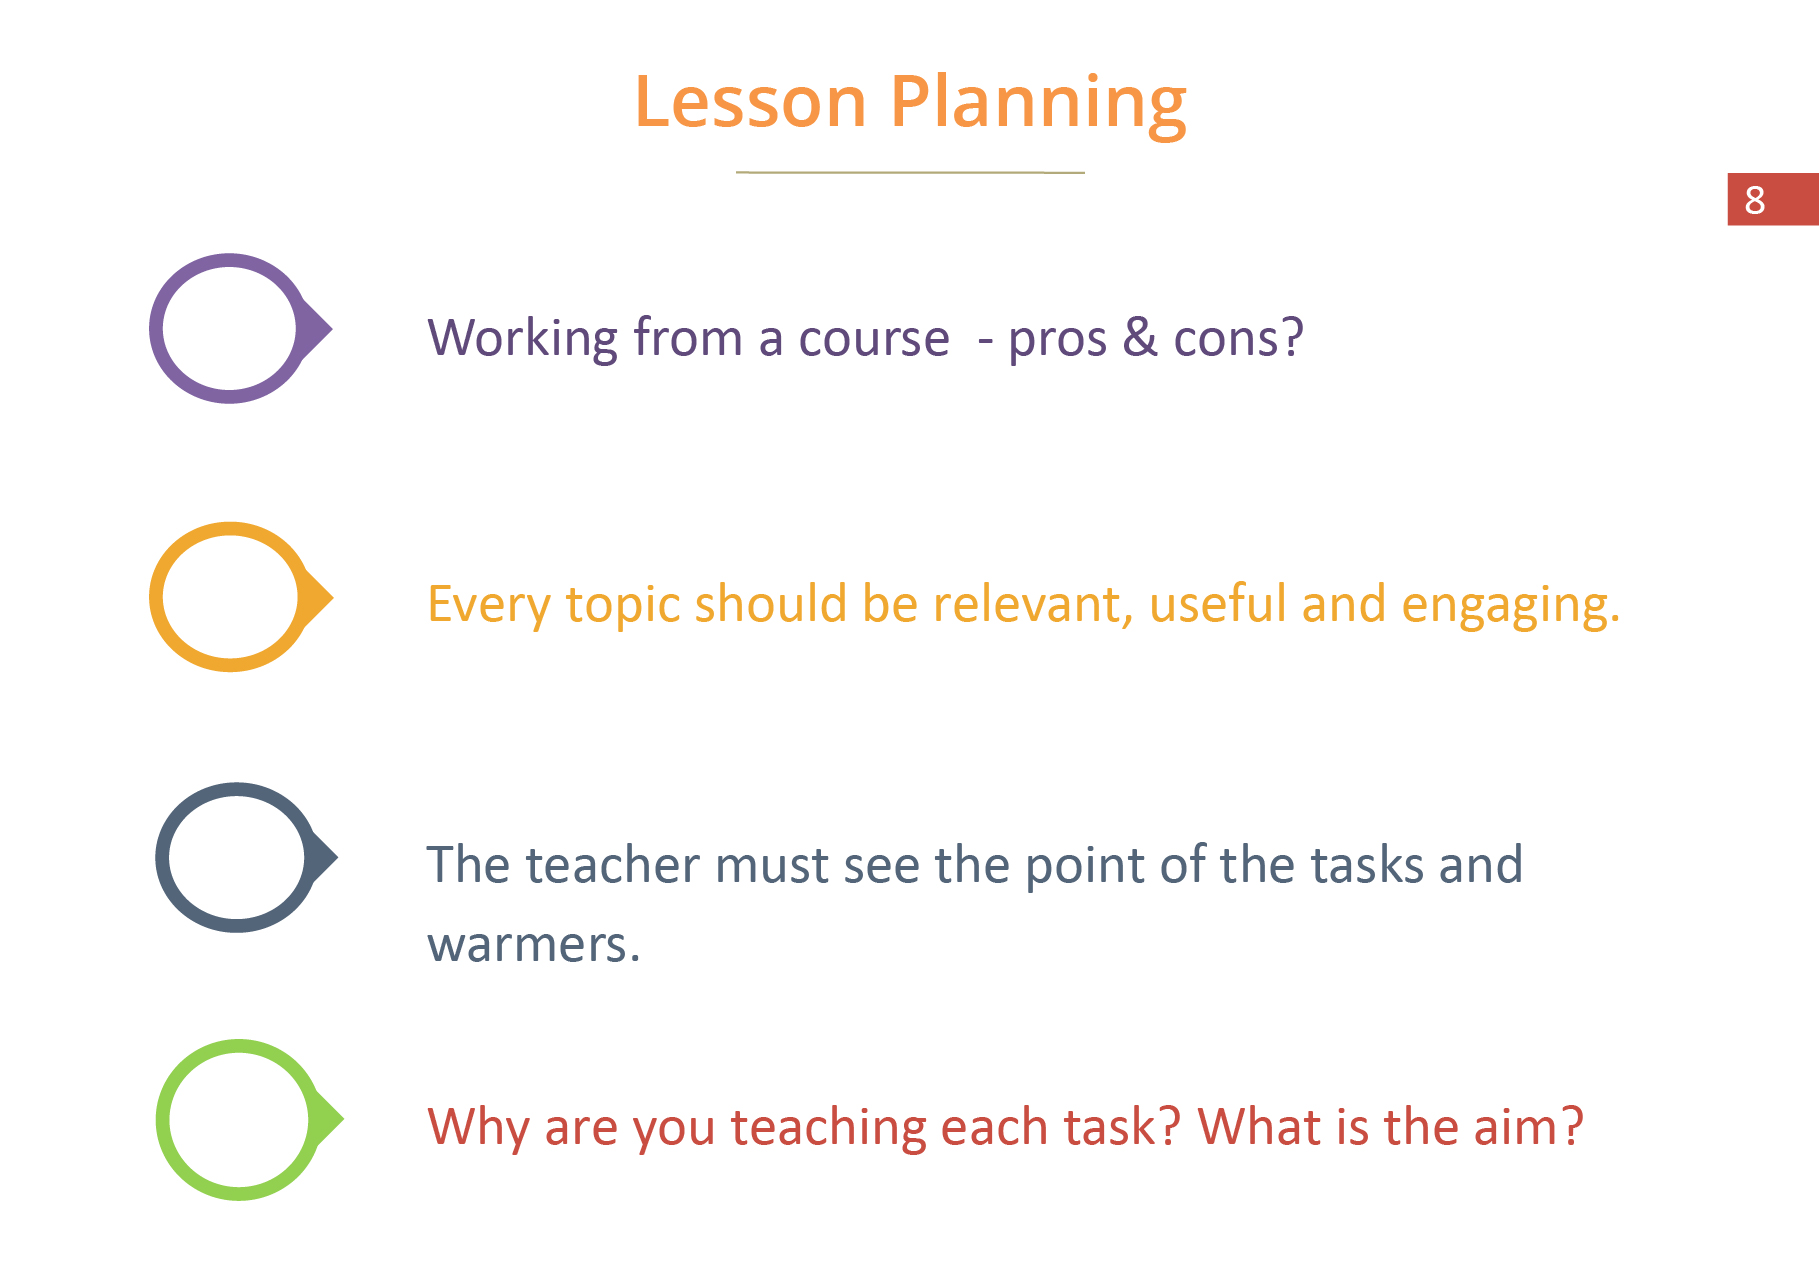 Lesson Planning
8
Working from a course  - pros & cons?
Every topic should be relevant, useful and engaging.
The teacher must see the point of the tasks and
warmers.
Why are you teaching each task? What is the aim?